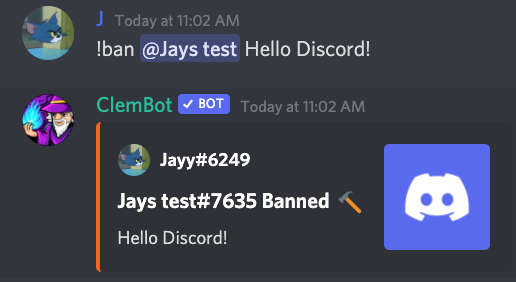 J Today at 11:02 AM
!ban @Jays test Hello Discord!
ClemBot ✓ BOT Today at 11:02 AM
Jayy#6249
Jays test#7635 Banned 🔨
Hello Discord!